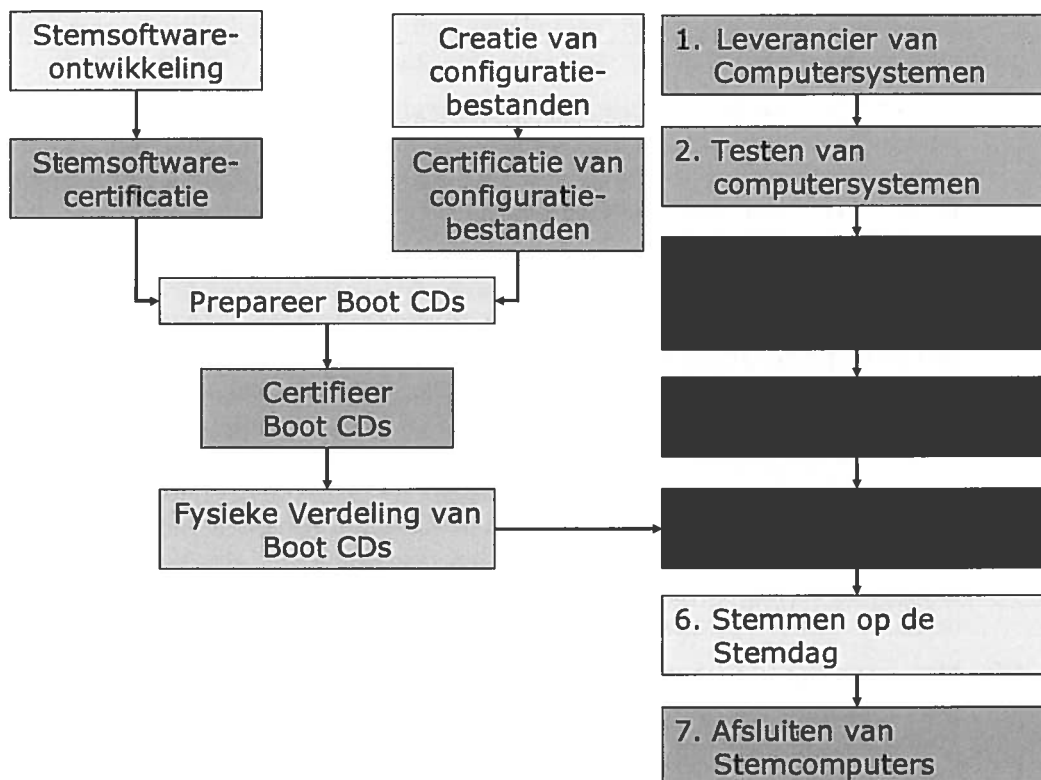 Stemsoftware-
ontwikkeling
Stemsoftware-
certificatie
Creatie van
configuratie-
bestanden
Certificatie van
configuratie-
bestanden
Prepareer Boot CDs
Certifieer
Boot CDs
Fysieke Verdeling van
Boot CDs
1. Leverancier van
Computersystemen
2. Testen van
computersystemen
6. Stemmen op de
Stemdag
7. Afsluiten van
Stemcomputers